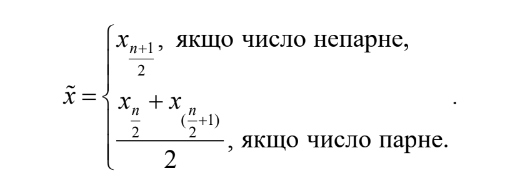 x̃ = { x_{(n+1)/2}, якщо число непарне,
(x_{n/2} + x_{(n/2+1)})/2, якщо число парне. .